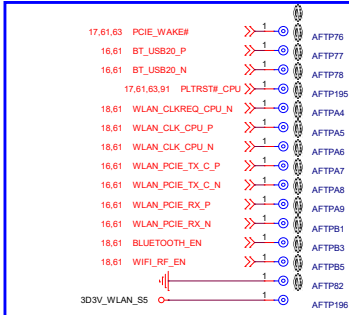 17,61,63 PCIE_WAKE# 1 AFTP76
16,61 BT_USB20_P 1 AFTP77
16,61 BT_USB20_N 1 AFTP78
17,61,63,91 PLTRST#_CPU 1 AFTP195
18,61 WLAN_CLKREQ_CPU_N 1 AFTPA4
18,61 WLAN_CLK_CPU_P 1 AFTPA5
18,61 WLAN_CLK_CPU_N 1 AFTPA6
16,61 WLAN_PCIE_TX_C_P 1 AFTPA7
16,61 WLAN_PCIE_TX_C_N 1 AFTPA8
16,61 WLAN_PCIE_RX_P 1 AFTPA9
16,61 WLAN_PCIE_RX_N 1 AFTPB1
18,61 BLUETOOTH_EN 1 AFTPB3
18,61 WIFI_RF_EN 1 AFTPB5
1 AFTP82
3D3V_WLAN_S5 1 AFTP196